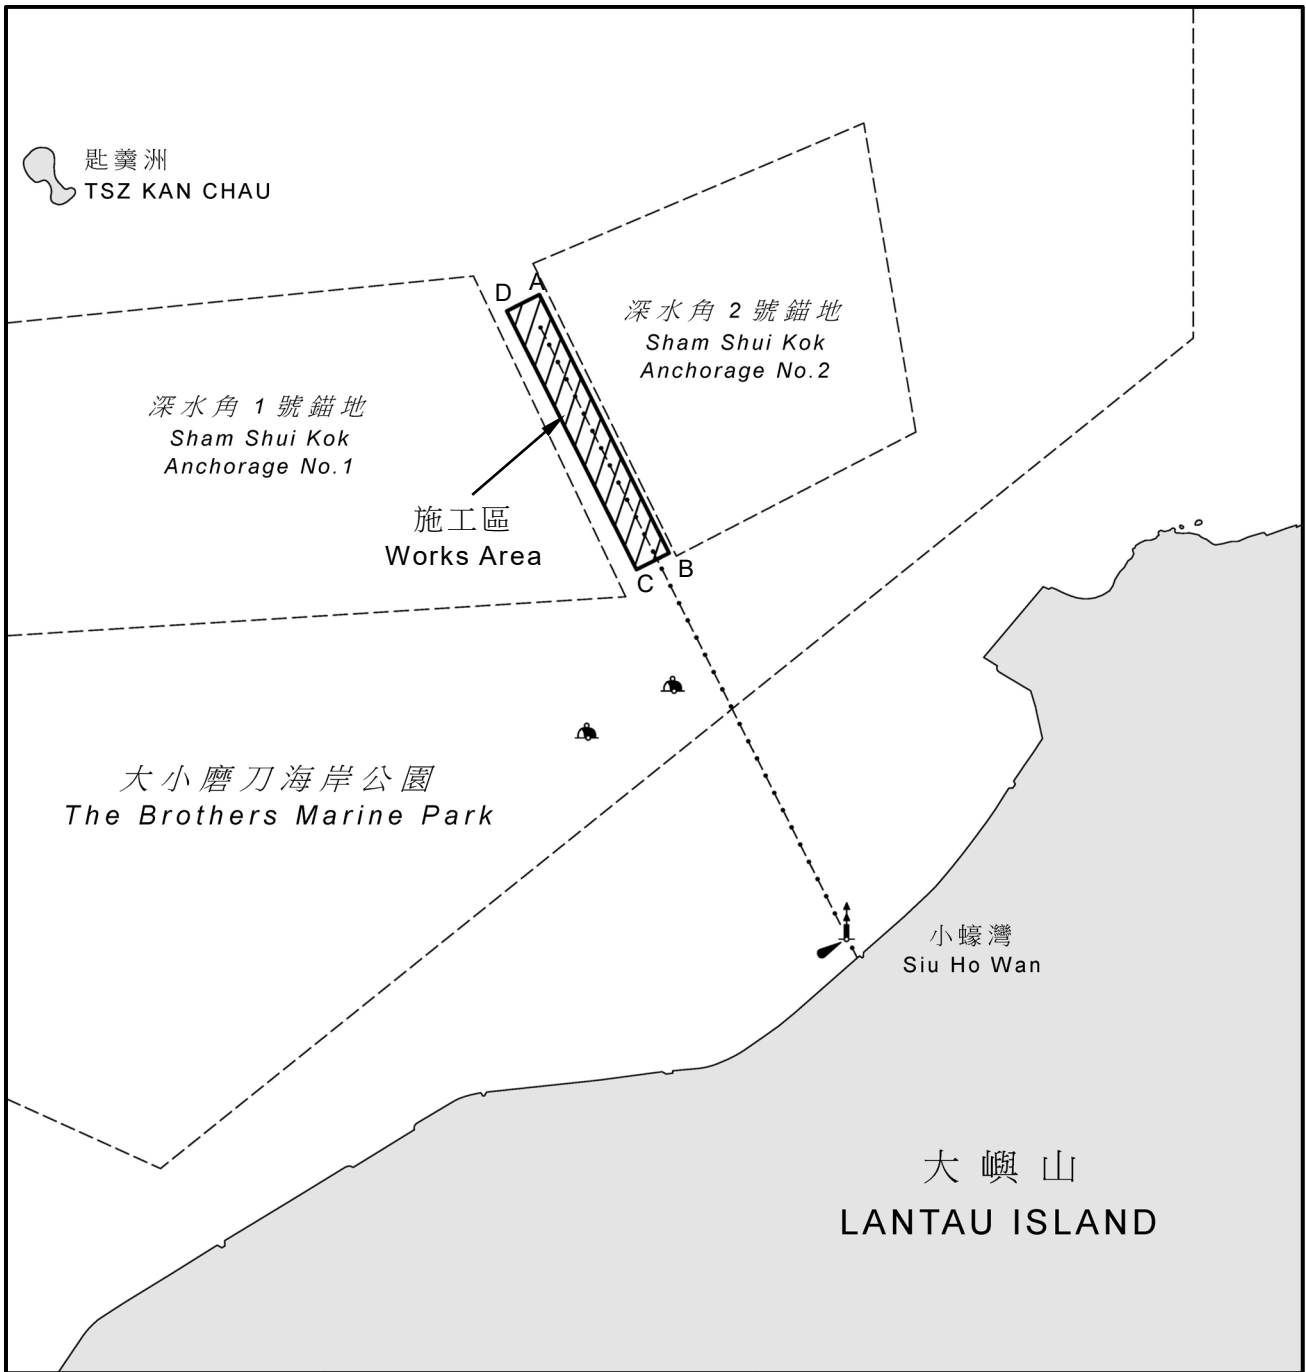 匙羹洲
TSZ KAN CHAU
D
A
深水角 2 號錨地
Sham Shui Kok
Anchorage No.2
深水角 1 號錨地
Sham Shui Kok
Anchorage No.1
施工區
Works Area
B
C
大小磨刀海岸公園
The Brothers Marine Park
小蠔灣
Siu Ho Wan
大嶼山
LANTAU ISLAND